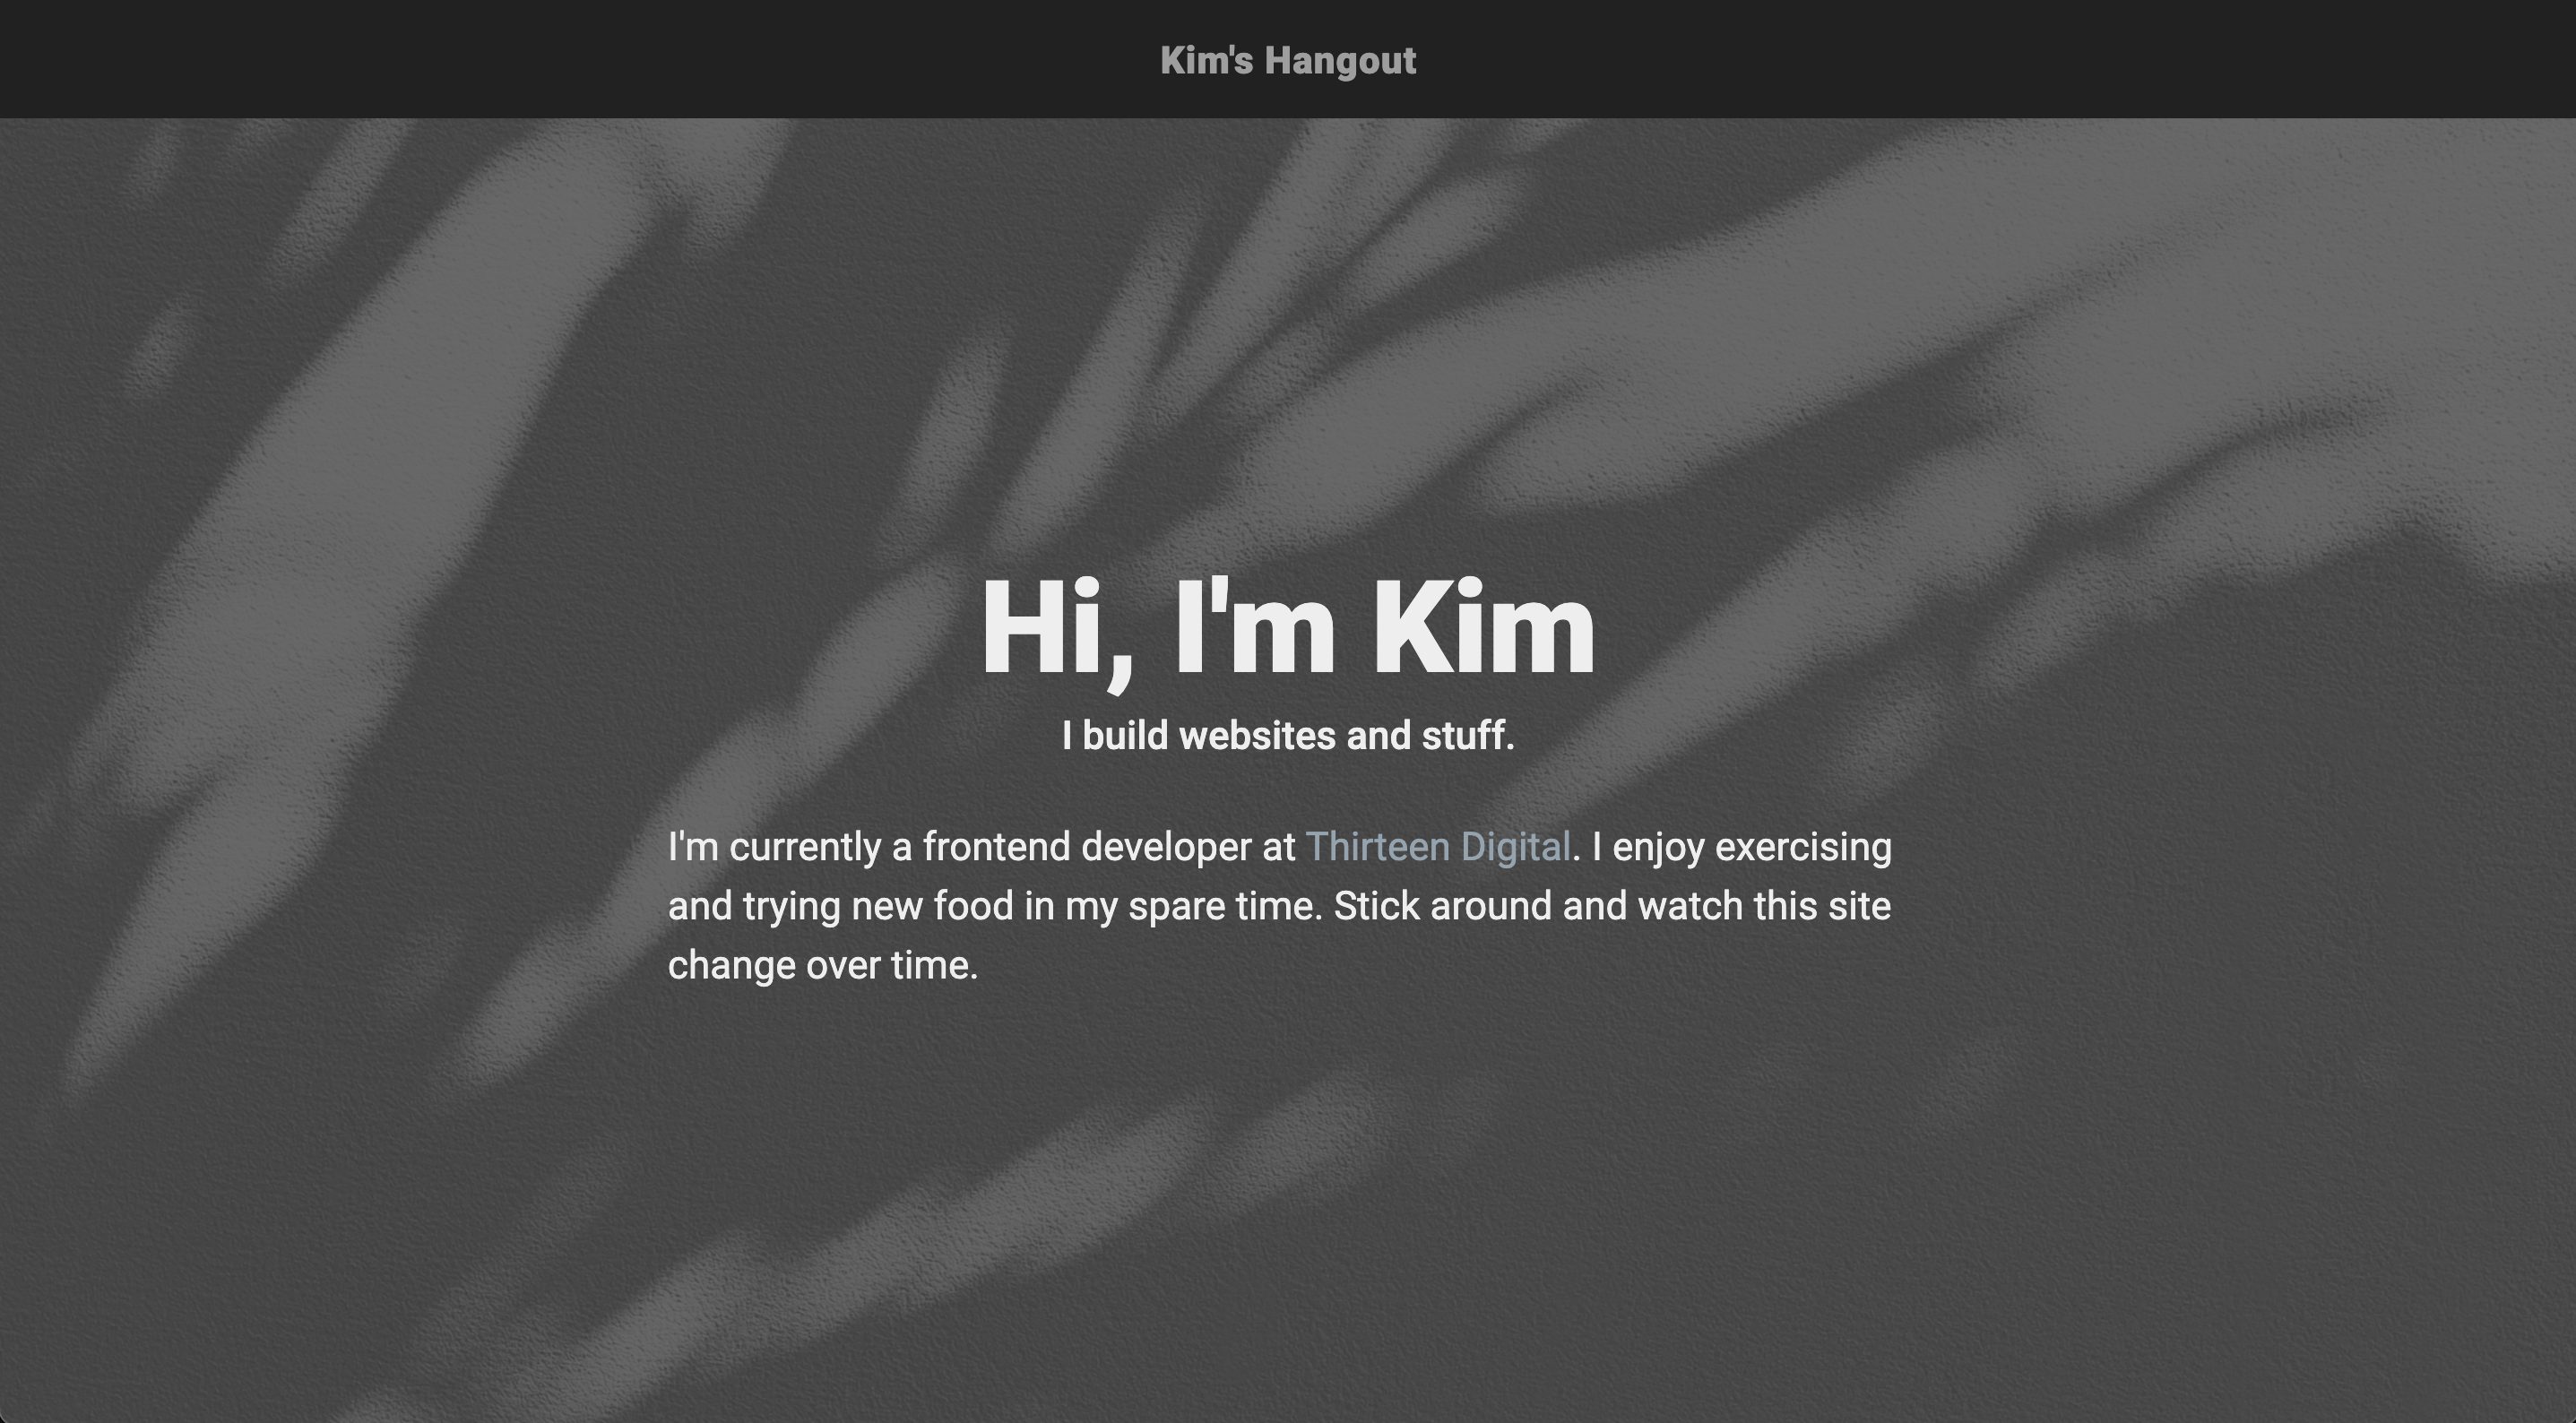 Kim's Hangout
Hi, I'm Kim
I build websites and stuff.
I'm currently a frontend developer at Thirteen Digital. I enjoy exercising
and trying new food in my spare time. Stick around and watch this site
change over time.